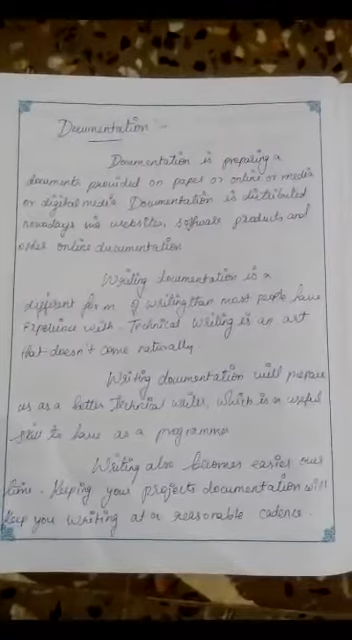 Documentation :-
Documentation is preparing a
documents provided on paper or online or media
or digital media Documentation is distributed
nowadays via websites, software products and
other online documentation
Writing documentation is a
different form of writing than most people have
experience with. Technical writing is an art
that doesn't come naturally
Writing documentation will prepare
us as a better technical writer, which is a useful
skill to have as a programmer
Writing also becomes easier over
time. Keeping your projects documentation will
keep you writing at a reasonable cadence.